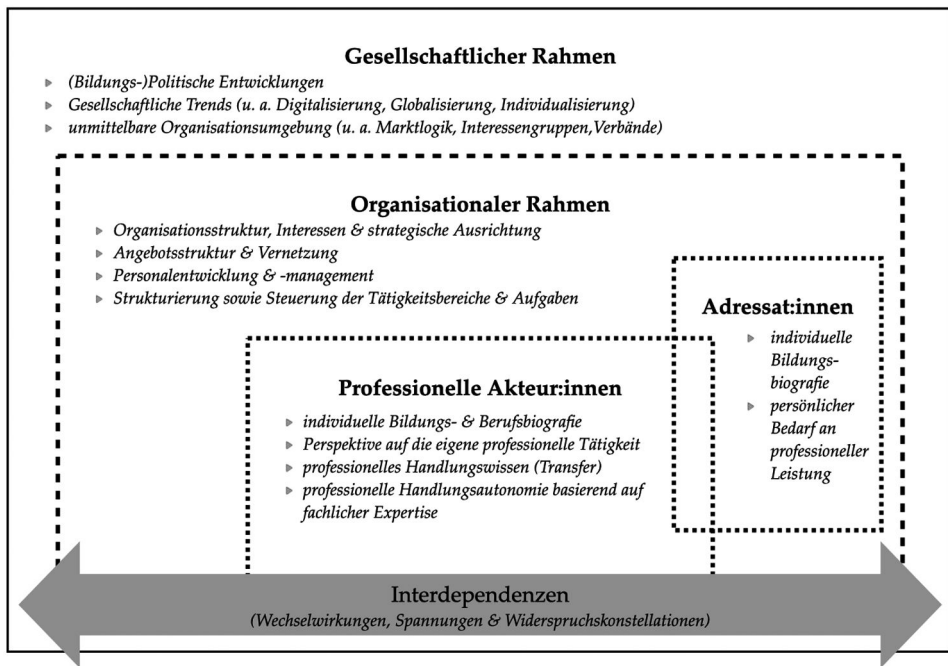 Gesellschaftlicher Rahmen
(Bildungs-)Politische Entwicklungen
Gesellschaftliche Trends (u. a. Digitalisierung, Globalisierung, Individualisierung)
unmittelbare Organisationsumgebung (u. a. Marktlogik, Interessengruppen,Verbände)
Organisationaler Rahmen
Organisationsstruktur, Interessen & strategische Ausrichtung
Angebotsstruktur & Vernetzung
Personalentwicklung & -management
Strukturierung sowie Steuerung der Tätigkeitsbereiche & Aufgaben
Adressat:innen
individuelle
Bildungs-
biografie
persönlicher
Bedarf an
professioneller
Leistung
Professionelle Akteur:innen
individuelle Bildungs- & Berufsbiografie
Perspektive auf die eigene professionelle Tätigkeit
professionelles Handlungswissen (Transfer)
professionelle Handlungsautonomie basierend auf
fachlicher Expertise
Interdependenzen
(Wechselwirkungen, Spannungen & Widerspruchskonstellationen)